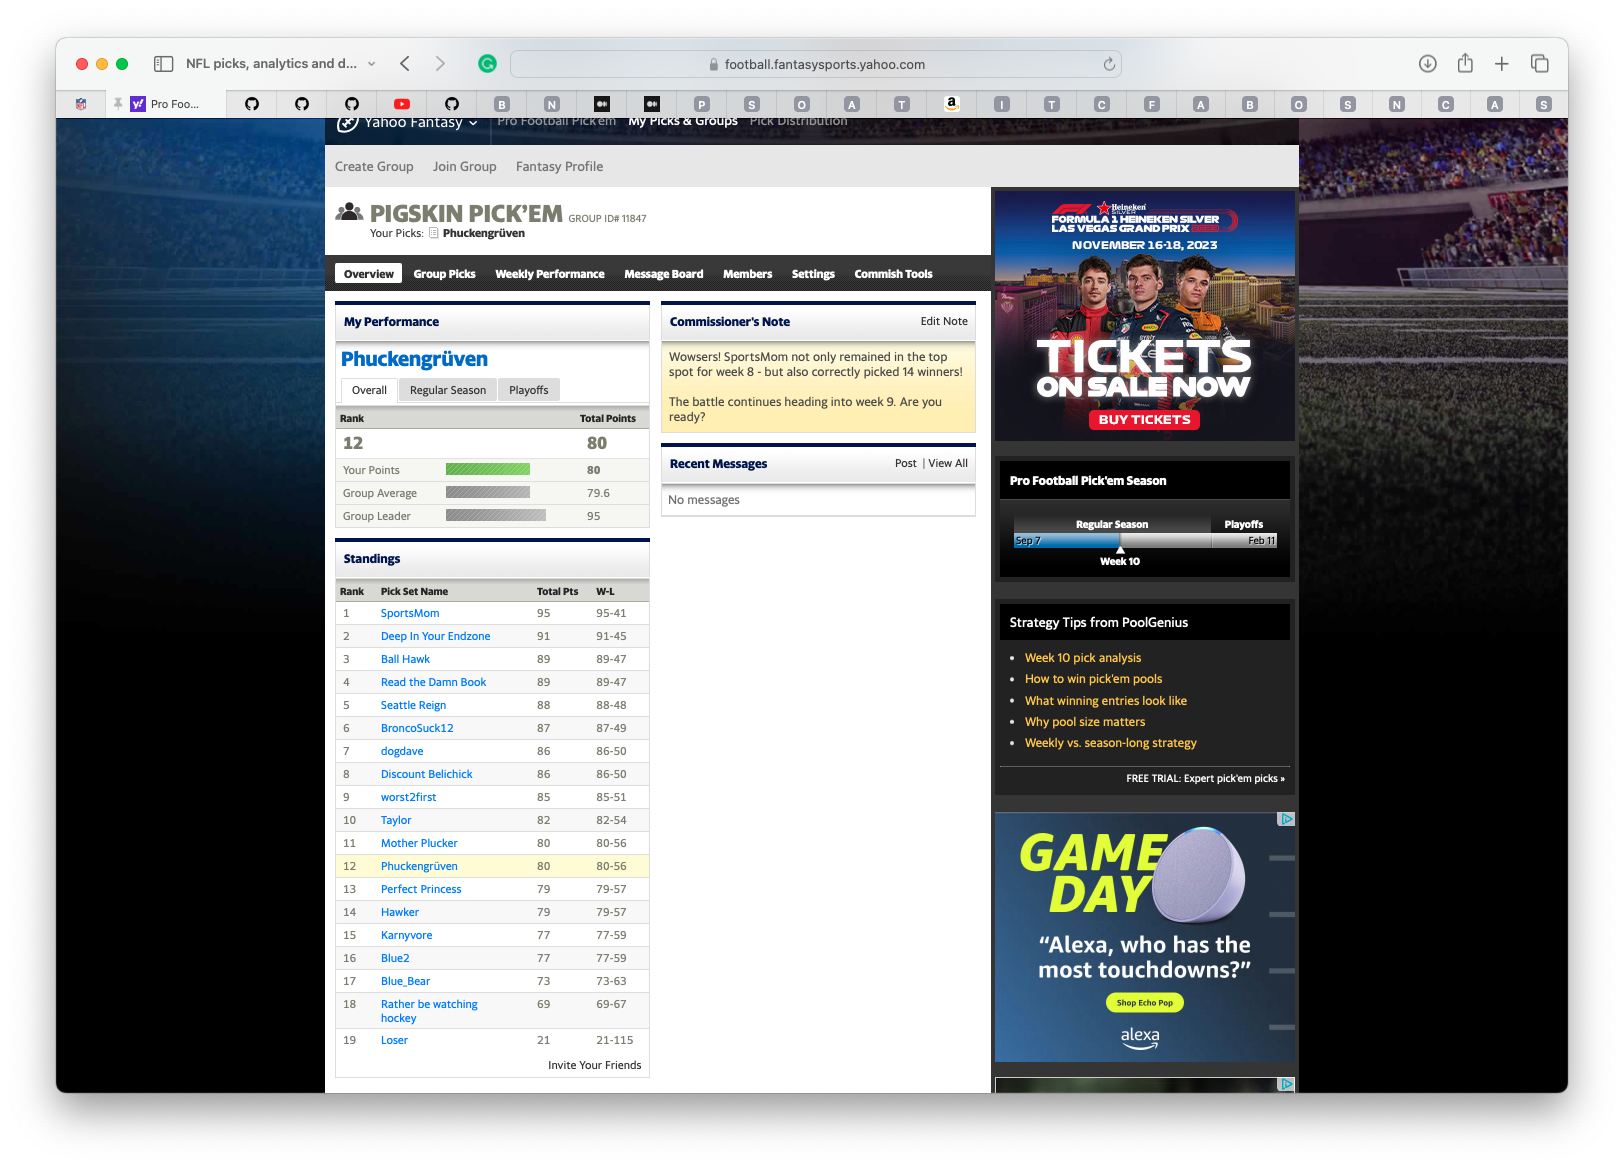 NFL picks, analytics and d...
football.fantasysports.yahoo.com
Pro Foo...
B N P S O A T a I T C F A B O S N C A S
Yahoo Fantasy Pro Football Pick'em My Picks & Groups Pick Distribution
Create Group Join Group Fantasy Profile
PIGSKIN PICK'EM GROUP ID# 11847
Your Picks: Phuckengrüven
Overview Group Picks Weekly Performance Message Board Members Settings Commish Tools
My Performance
Phuckengrüven
Overall Regular Season Playoffs
Rank Total Points
12 80
Your Points 80
Group Average 79.6
Group Leader 95
Standings
Rank Pick Set Name Total Pts W-L
1 SportsMom 95 95-41
2 Deep In Your Endzone 91 91-45
3 Ball Hawk 89 89-47
4 Read the Damn Book 89 89-47
5 Seattle Reign 88 88-48
6 BroncoSuck12 87 87-49
7 dogdave 86 86-50
8 Discount Belichick 86 86-50
9 worst2first 85 85-51
10 Taylor 82 82-54
11 Mother Plucker 80 80-56
12 Phuckengrüven 80 80-56
13 Perfect Princess 79 79-57
14 Hawker 79 79-57
15 Karnyvore 77 77-59
16 Blue2 77 77-59
17 Blue_Bear 73 73-63
18 Rather be watching
hockey 69 69-67
19 Loser 21 21-115
Invite Your Friends
Commissioner's Note Edit Note
Wowsers! SportsMom not only remained in the top
spot for week 8 - but also correctly picked 14 winners!
The battle continues heading into week 9. Are you
ready?
Recent Messages Post | View All
No messages
Heineken
SILVER
FORMULA 1 HEINEKEN SILVER
LAS VEGAS GRAND PRIX
NOVEMBER 16-18, 2023
TICKETS
ON SALE NOW
BUY TICKETS
Pro Football Pick'em Season
Regular Season Playoffs
Sep 7 Feb 11
Week 10
Strategy Tips from PoolGenius
Week 10 pick analysis
How to win pick'em pools
What winning entries look like
Why pool size matters
Weekly vs. season-long strategy
FREE TRIAL: Expert pick'em picks »
GAME
DAY
“Alexa, who has the
most touchdowns?”
Shop Echo Pop
alexa